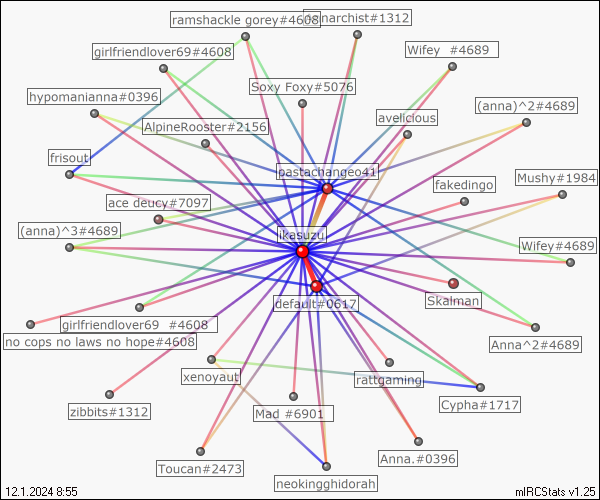 ramshackle gorey#4608
anarchist#1312
girlfriendlover69#4608
Wifey #4689
Soxy Foxy#5076
hypomanianna#0396
(anna)^2#4689
avelicious
AlpineRooster#2156
frisout
pastachangeo41
Mushy#1984
fakedingo
ace defcy#7097
(anna)^3#4689
ikasuzu
Wifey#4689
Skalman
default#0617
girlfriendlover69 #4608
no cops no laws no hope#4608
Anna^2#4689
xenoyaut
rattgaming
zibbits#1312
Mad #6901
Cypha#1717
Toucan#2473
Anna.#0396
neokingghidorah
12.1.2024 8:55
mIRCStats v1.25